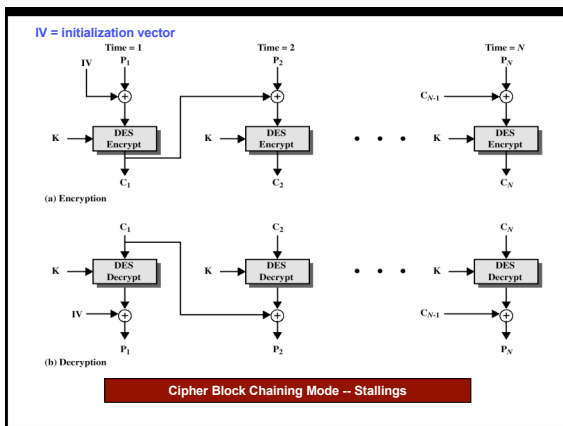 IV = initialization vector
Time = 1 Time = 2 Time = N
IV P1 P2 PN
+ + CN-1 +
K DES Encrypt K DES Encrypt • • • K DES Encrypt
C1 C2 CN
(a) Encryption
C1 C2 CN
K DES Decrypt K DES Decrypt • • • K DES Decrypt
IV + + CN-1 +
P1 P2 PN
(b) Decryption
Cipher Block Chaining Mode -- Stallings